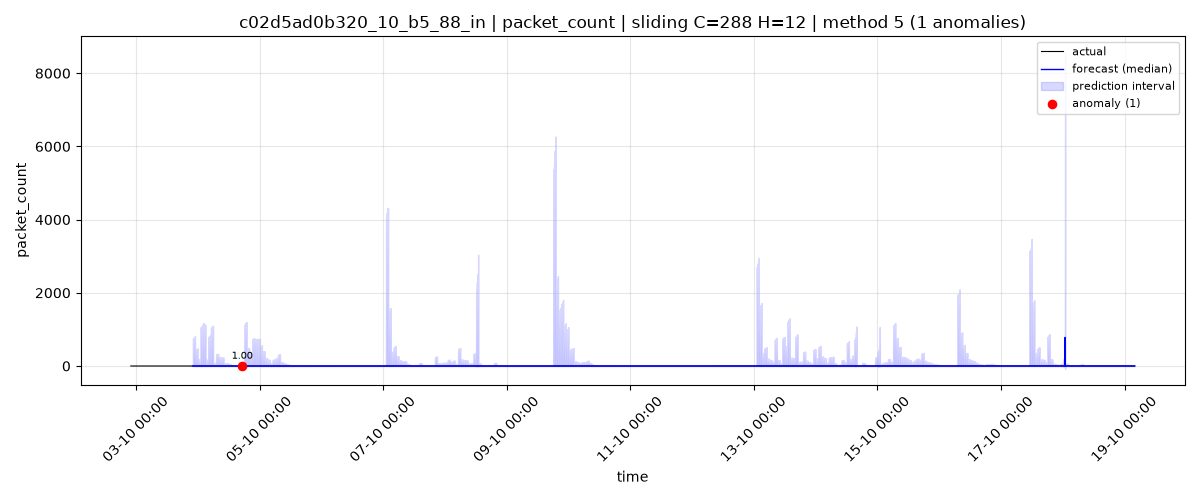 c02d5ad0b320_10_b5_88_in | packet_count | sliding C=288 H=12 | method 5 (1 anomalies)
actual
forecast (median)
prediction interval
anomaly (1)
8000
6000
4000
2000
0
packet_count
1.00
03-10 00:00
05-10 00:00
07-10 00:00
09-10 00:00
11-10 00:00
13-10 00:00
15-10 00:00
17-10 00:00
19-10 00:00
time